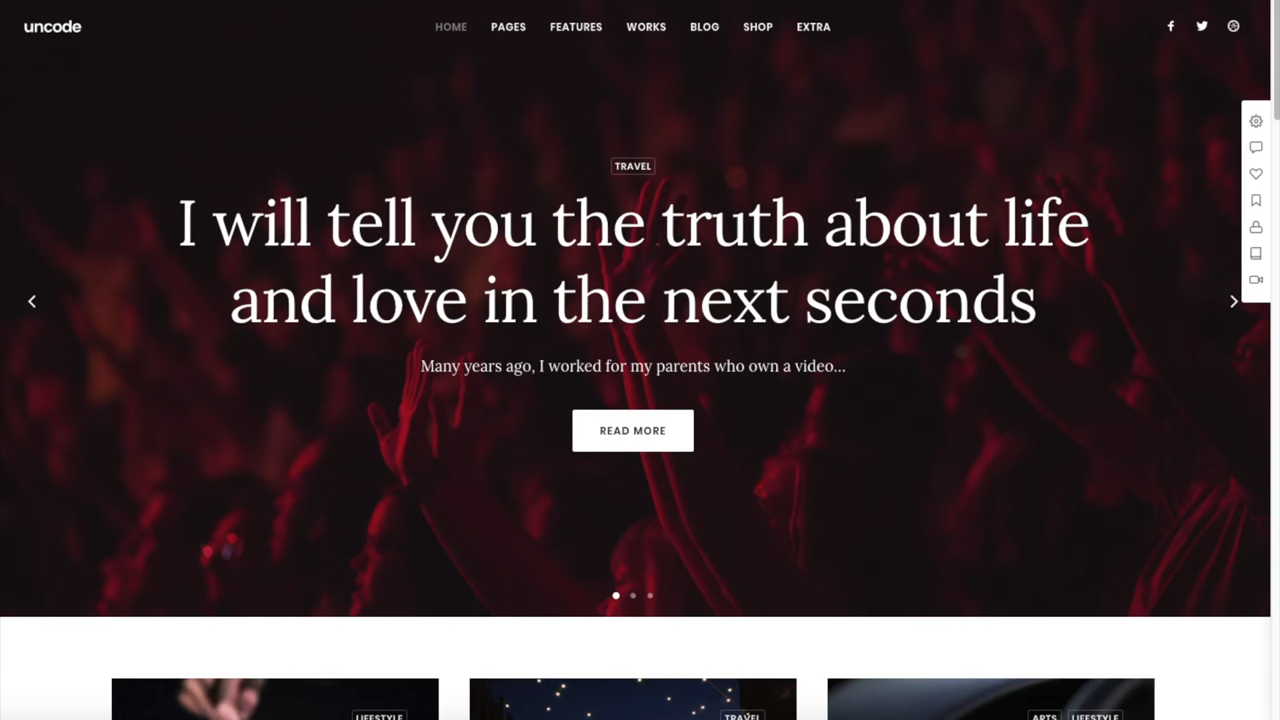 uncode
HOME PAGES FEATURES WORKS BLOG SHOP EXTRA
TRAVEL
I will tell you the truth about life
and love in the next seconds
Many years ago, I worked for my parents who own a video...
READ MORE
LIFESTYLE
TRAVEL
ARTS LIFESTYLE